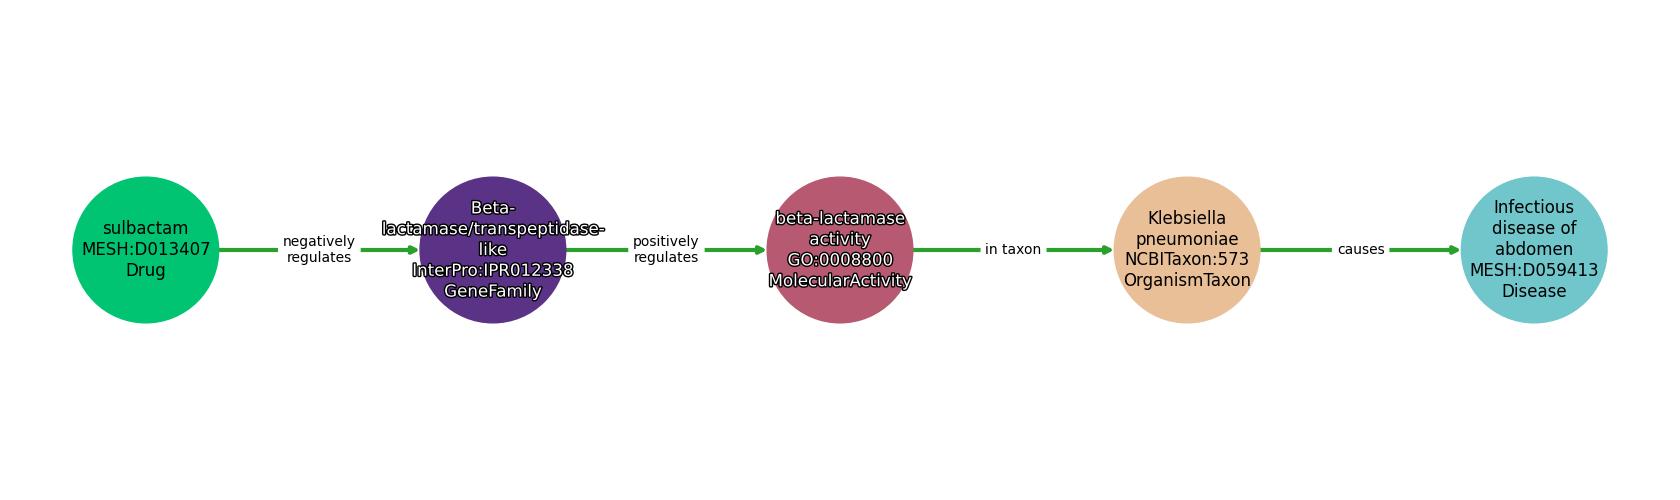 sulbactam
MESH:D013407
Drug
negatively
regulates
Beta-
lactamase/transpeptidase-
like
InterPro:IPR012338
GeneFamily
positively
regulates
beta-lactamase
activity
GO:0008800
MolecularActivity
in taxon
Klebsiella
pneumoniae
NCBITaxon:573
OrganismTaxon
causes
Infectious
disease of
abdomen
MESH:D059413
Disease